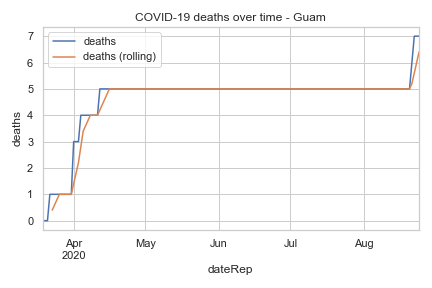 COVID-19 deaths over time - Guam
deaths
deaths (rolling)
7
6
5
4
3
2
1
0
deaths
Apr
2020
May
Jun
Jul
Aug
dateRep